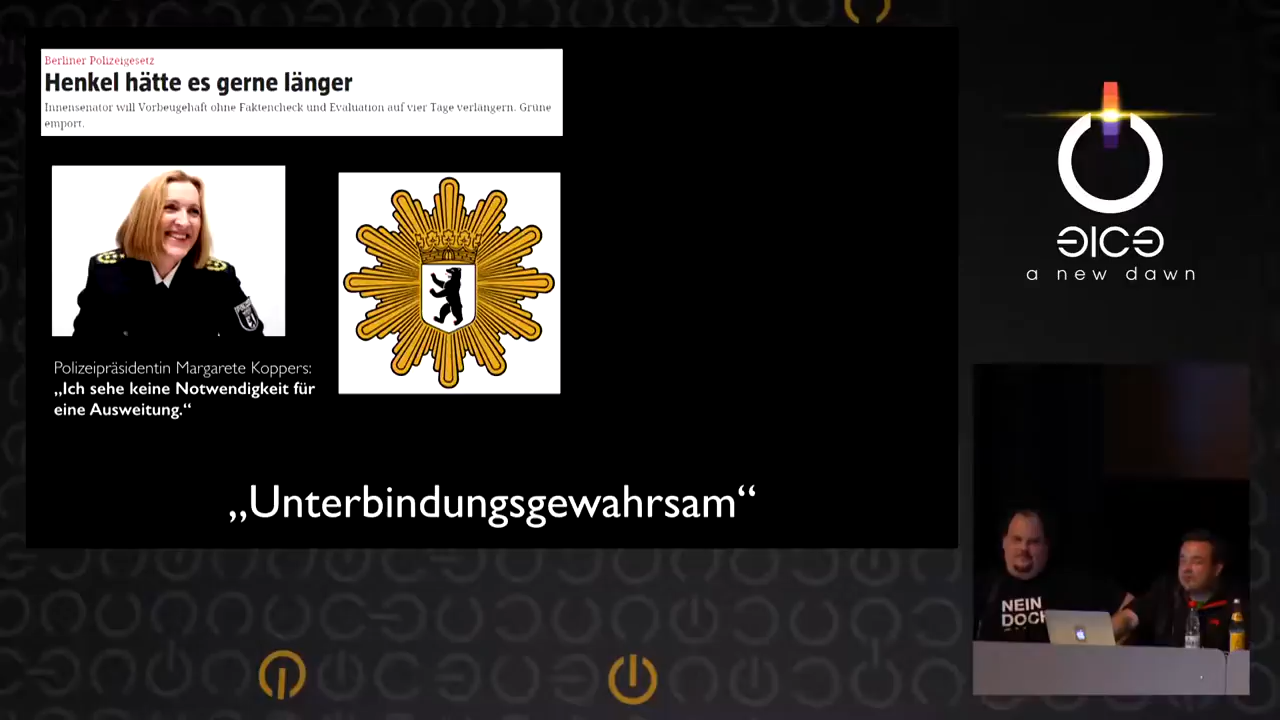 Berliner Polizeigesetz
Henkel hätte es gerne länger
Innensenator will Vorbeugehaft ohne Faktencheck und Evaluation auf vier Tage verlängern. Grüne
empört.
Polizeipräsidentin Margarete Koppers:
„Ich sehe keine Notwendigkeit für
eine Ausweitung.“
„Unterbindungsgewahrsam“
a new dawn
NEIN
DOCH